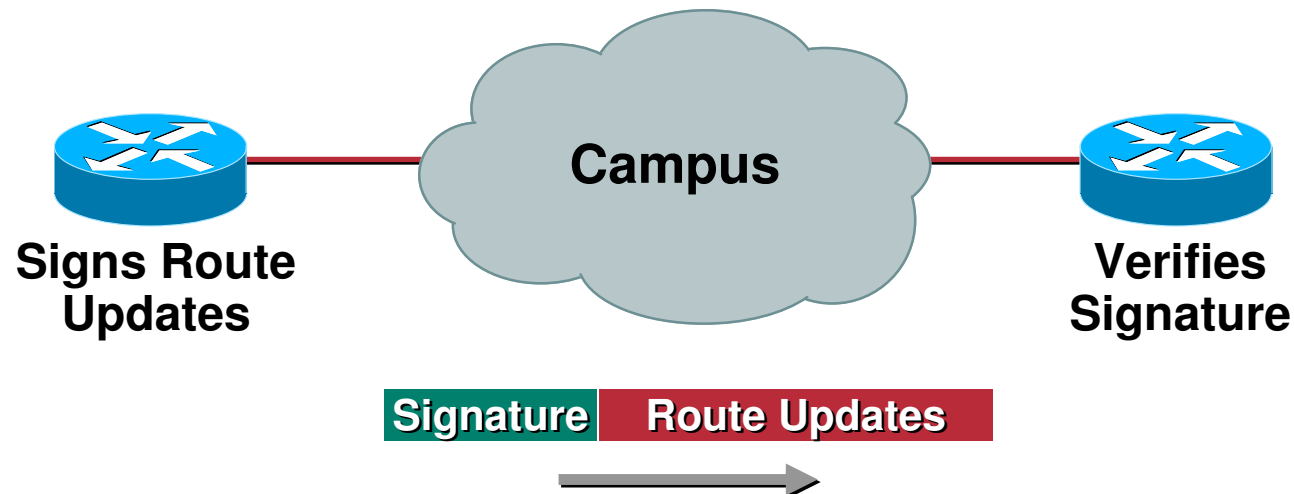 Campus
Signs Route
Updates
Verifies
Signature
Signature Route Updates